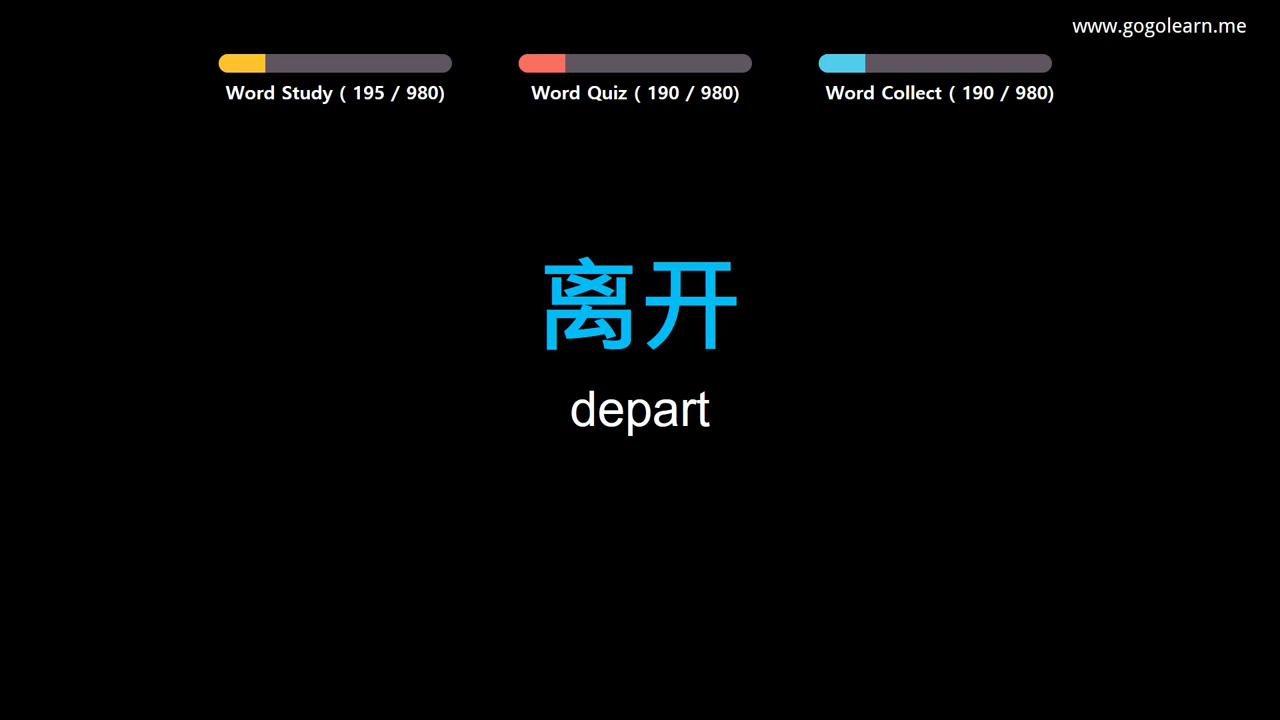 www.gogolearn.me
Word Study ( 195 / 980)
Word Quiz ( 190 / 980)
Word Collect ( 190 / 980)
离开
depart